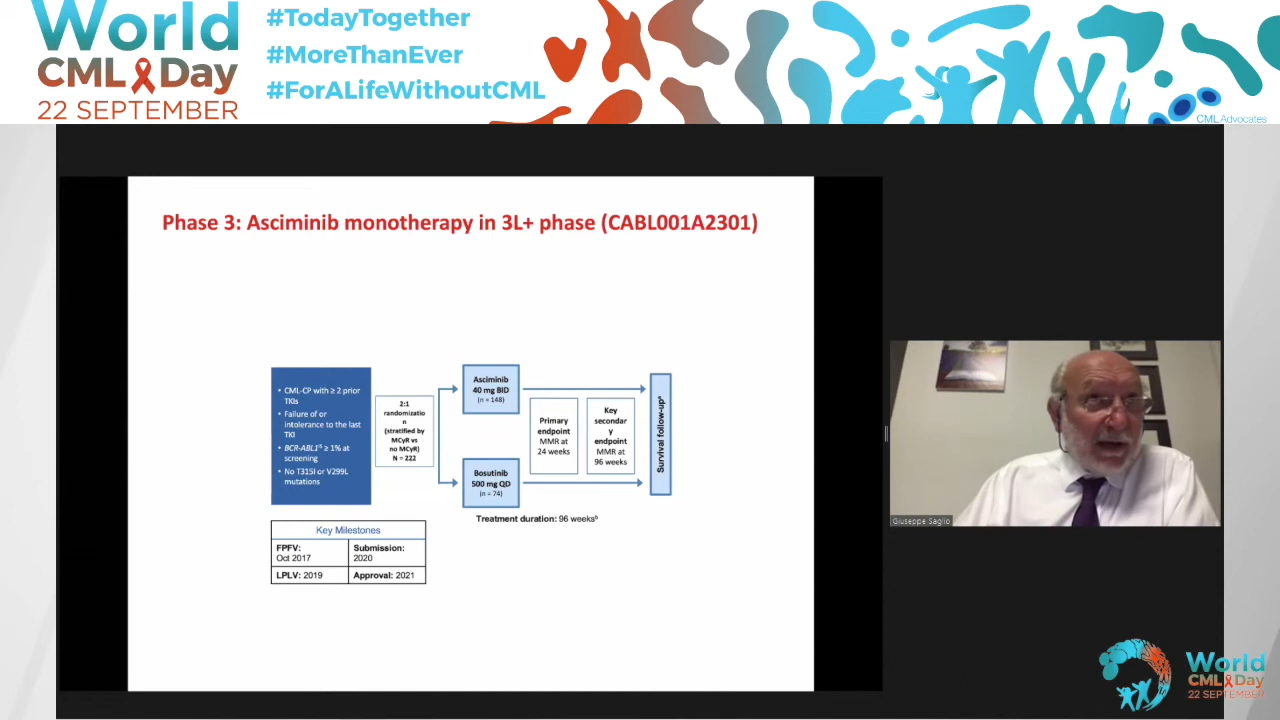 World
CML Day
22 SEPTEMBER
#TodayTogether
#MoreThanEver
#ForALifeWithoutCML
CML Advocates
Phase 3: Asciminib monotherapy in 3L+ phase (CABL001A2301)
• CML-CP with ≥ 2 prior
TKIs
• Failure of or
intolerance to the last
TKI
• BCR-ABL1ᴵˢ ≥ 1% at
screening
• No T315I or V299L
mutations
2:1
randomizatio
n
(stratified by
MCyR vs
no MCyR)
N = 222
Asciminib
40 mg BID
(n = 148)
Bosutinib
500 mg QD
(n = 74)
Primary
endpoint
MMR at
24 weeks
Key
secondar
y
endpoint
MMR at
96 weeks
Survival follow-upᵃ
Treatment duration: 96 weeksᵇ
Key Milestones
FPFV:
Oct 2017
Submission:
2020
LPLV: 2019
Approval: 2021
Giuseppe Saglio
World
CML Day
22 SEPTEMBER